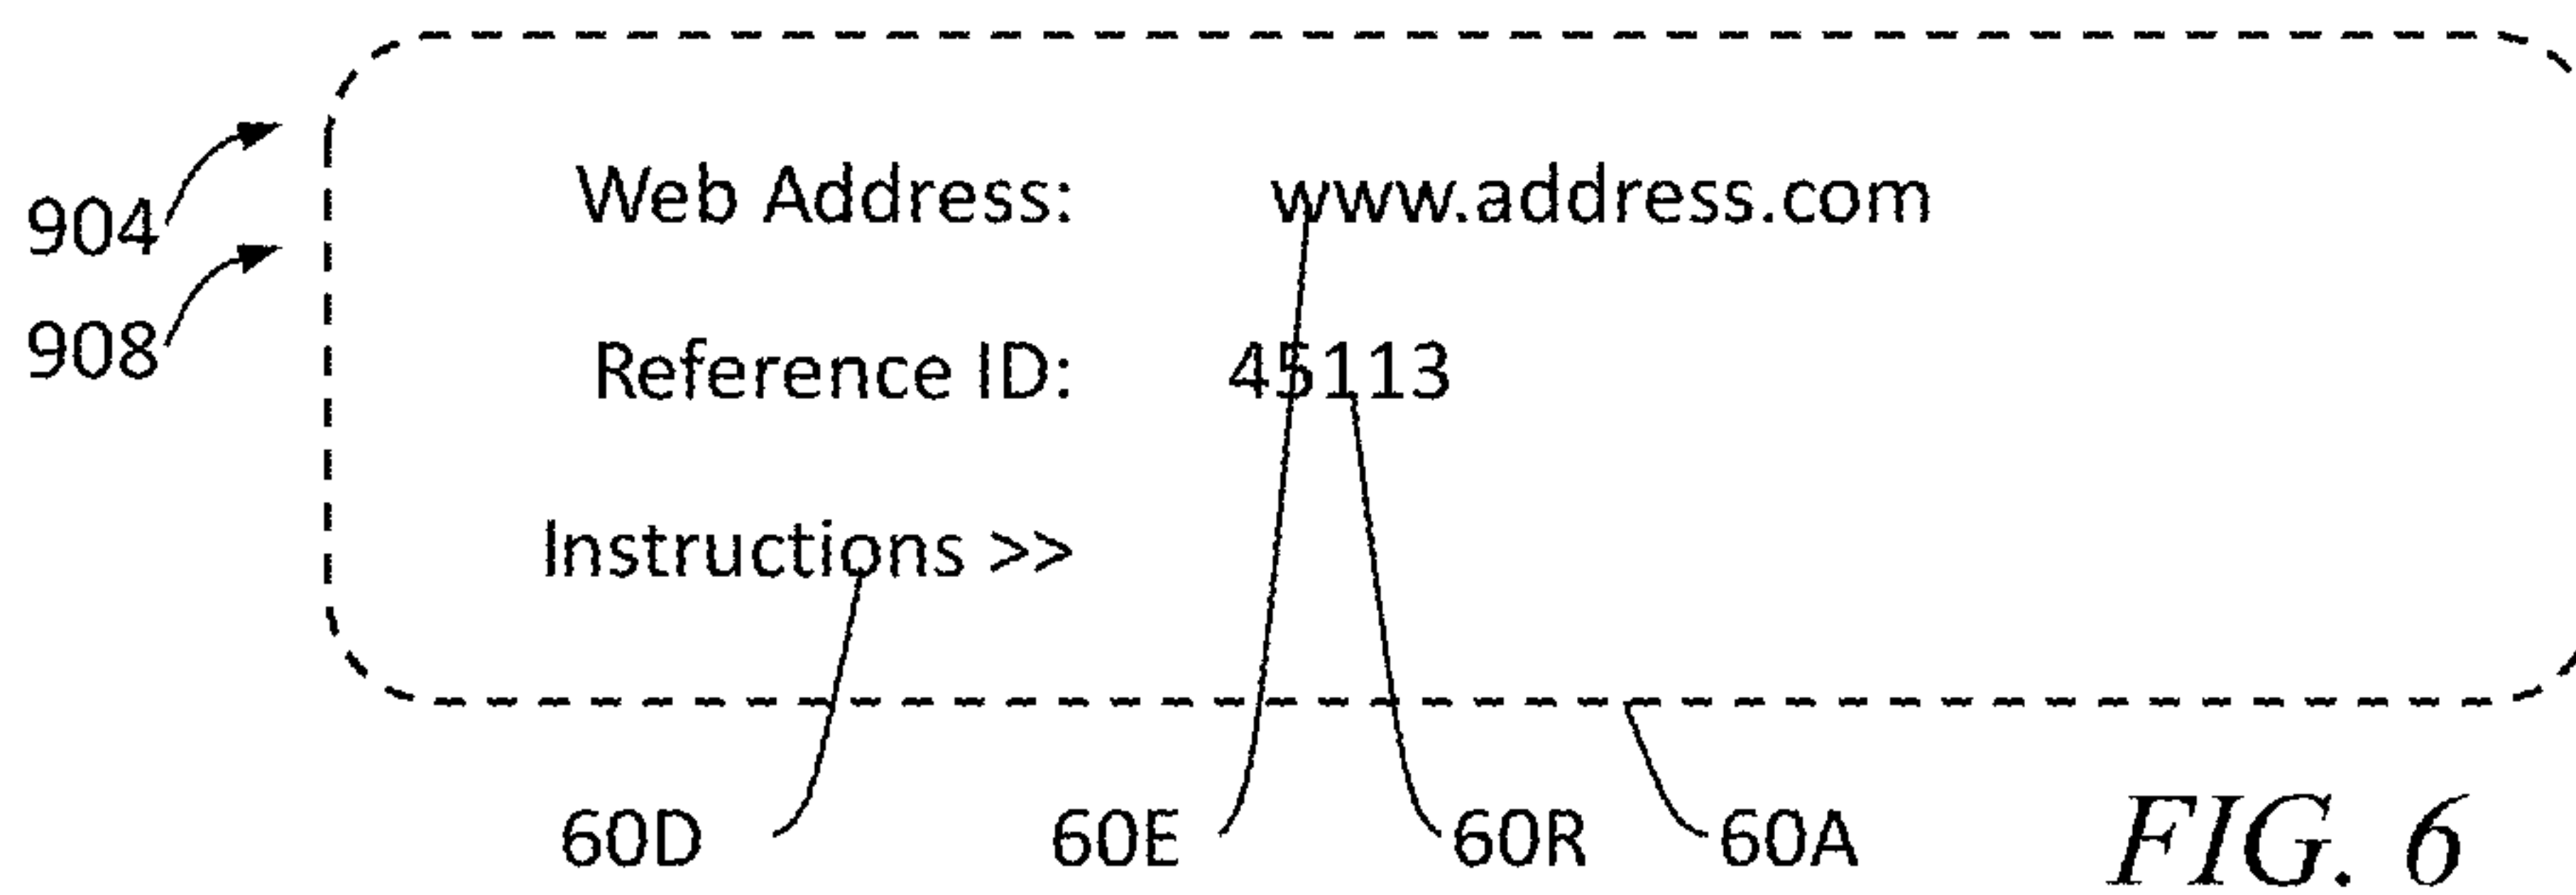 904
908
Web Address: www.address.com
Reference ID: 45113
Instructions >>
60D 60E 60R 60A
FIG. 6